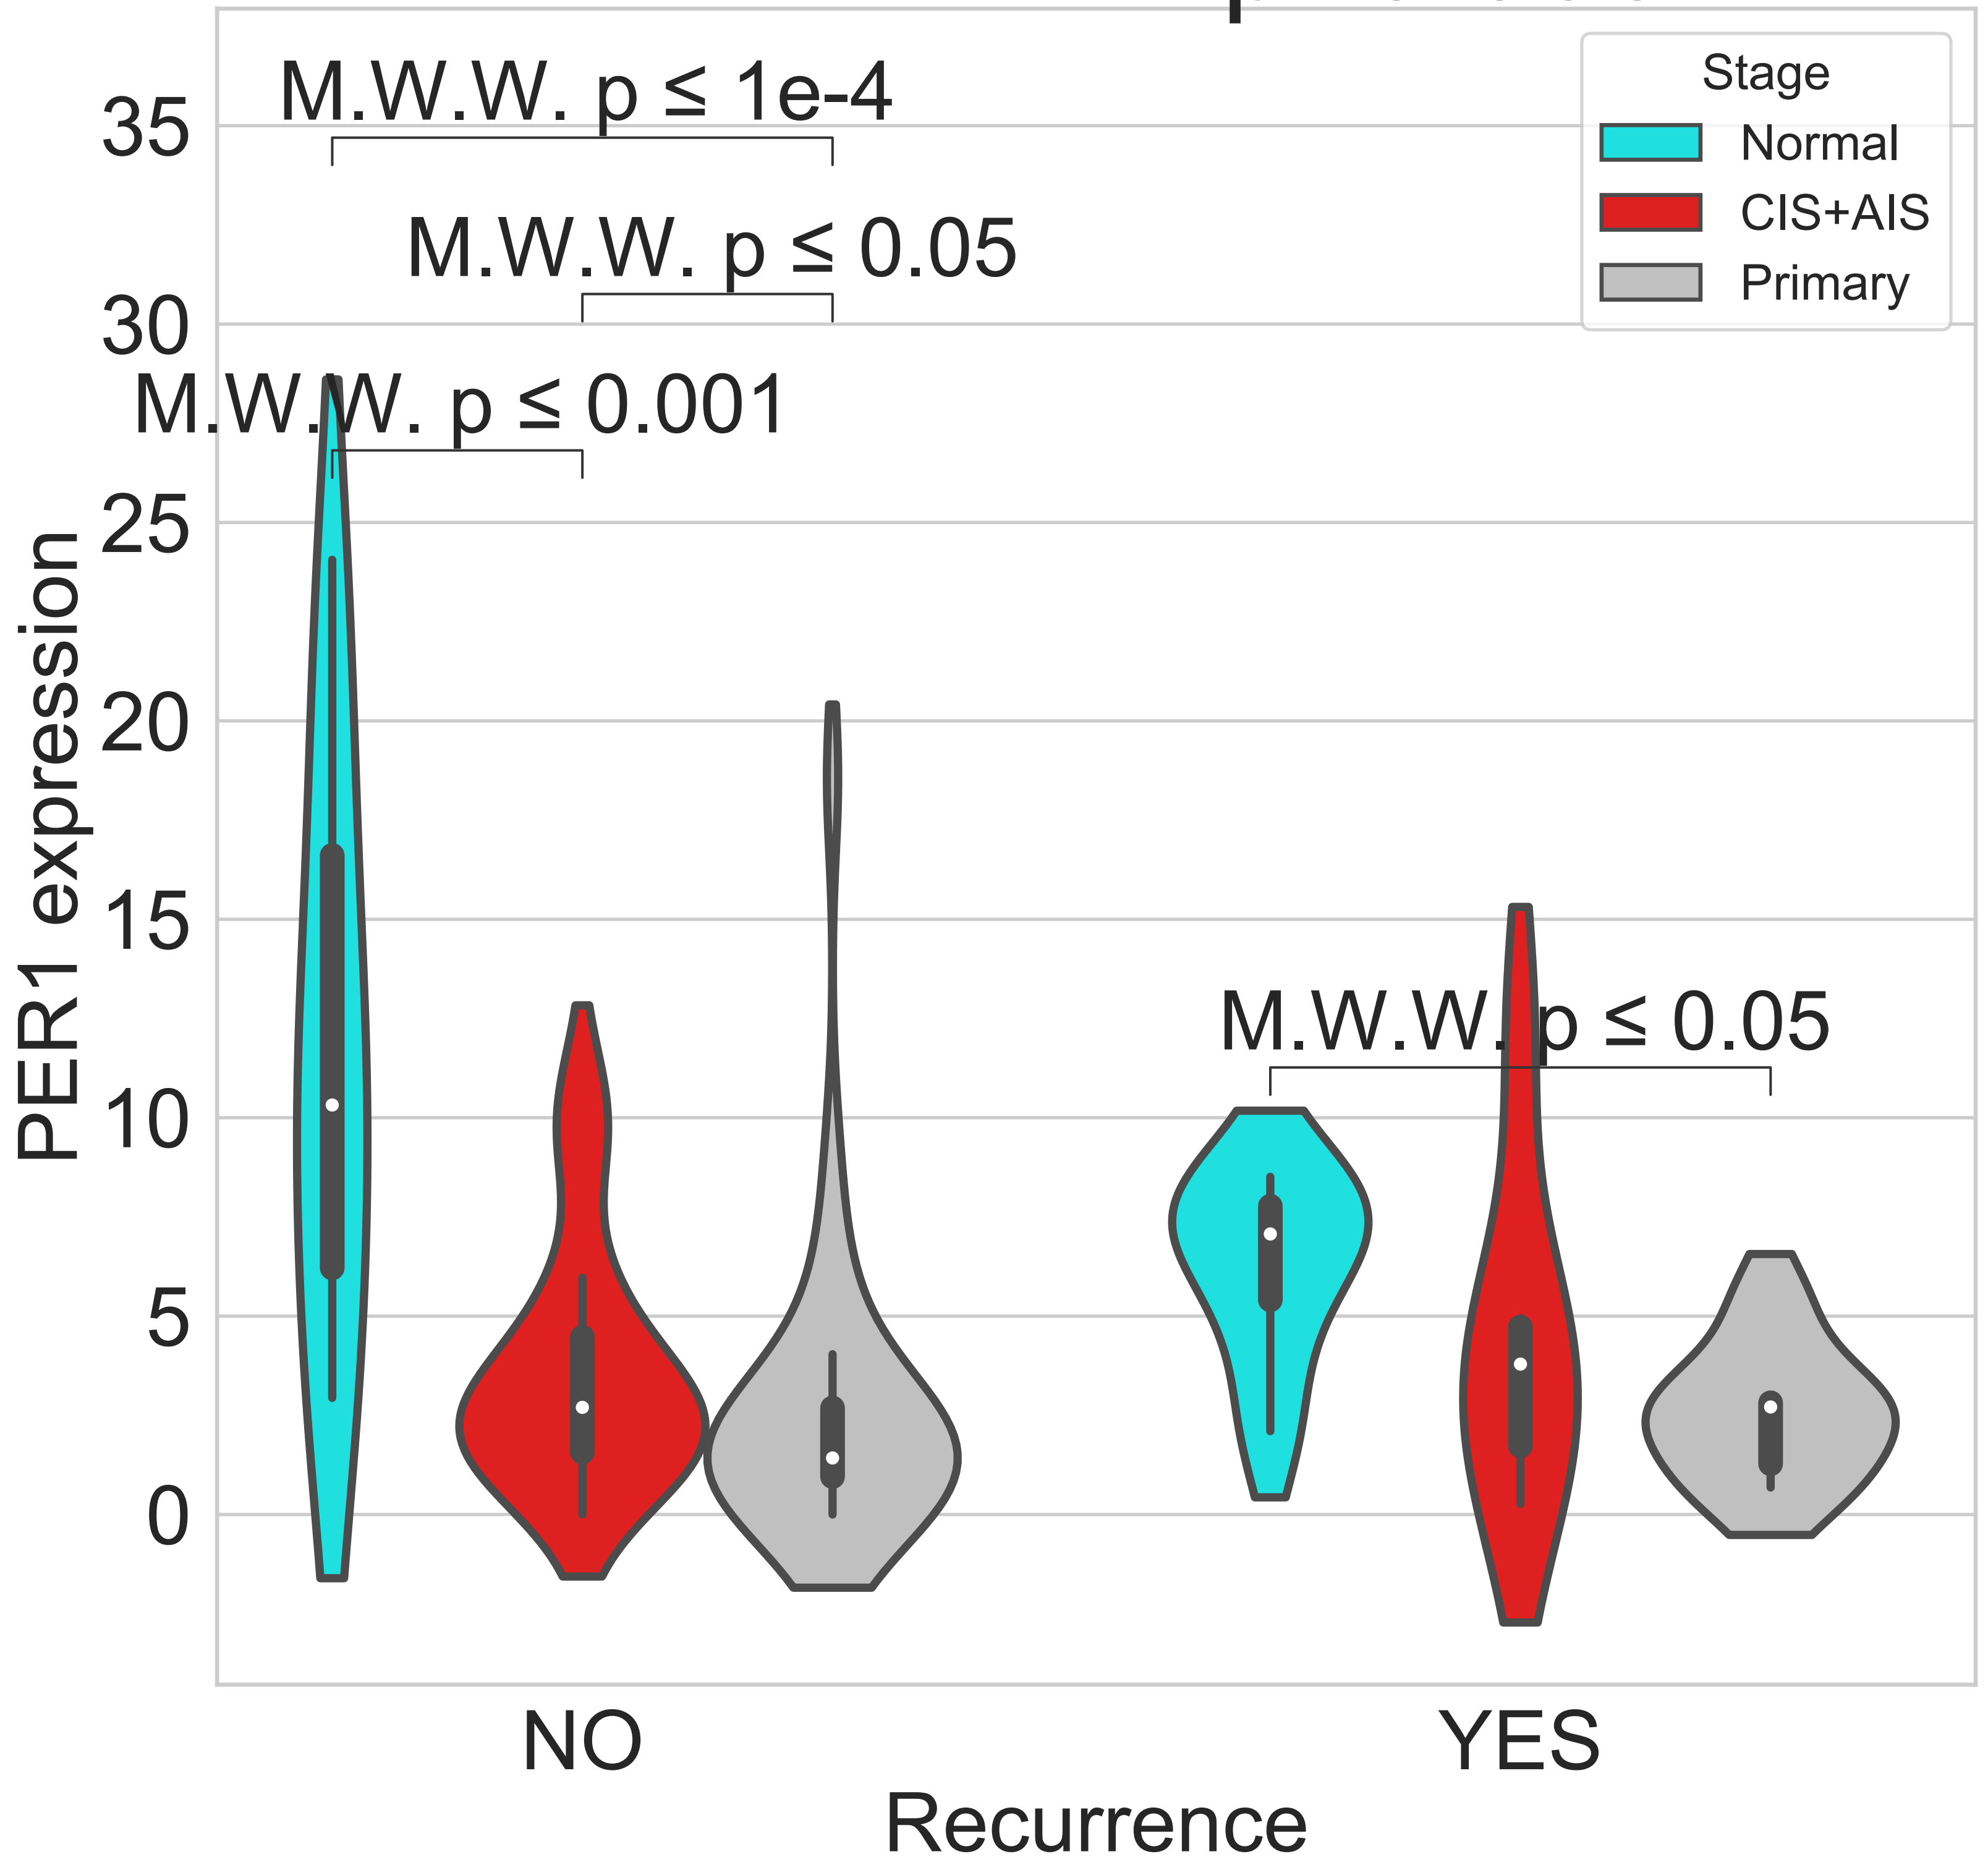 M.W.W. p ≤ 1e-4
M.W.W. p ≤ 0.05
M.W.W. p ≤ 0.001
M.W.W. p ≤ 0.05
Stage
Normal
CIS+AIS
Primary
35
30
25
20
15
10
5
0
PER1 expression
NO
YES
Recurrence